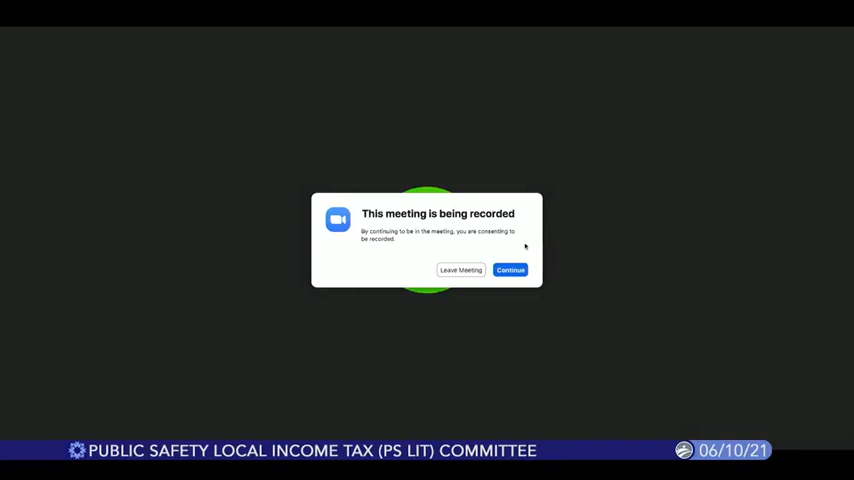 This meeting is being recorded
By continuing to be in the meeting, you are consenting to
be recorded.
Leave Meeting
Continue
PUBLIC SAFETY LOCAL INCOME TAX (PS LIT) COMMITTEE
06/10/21